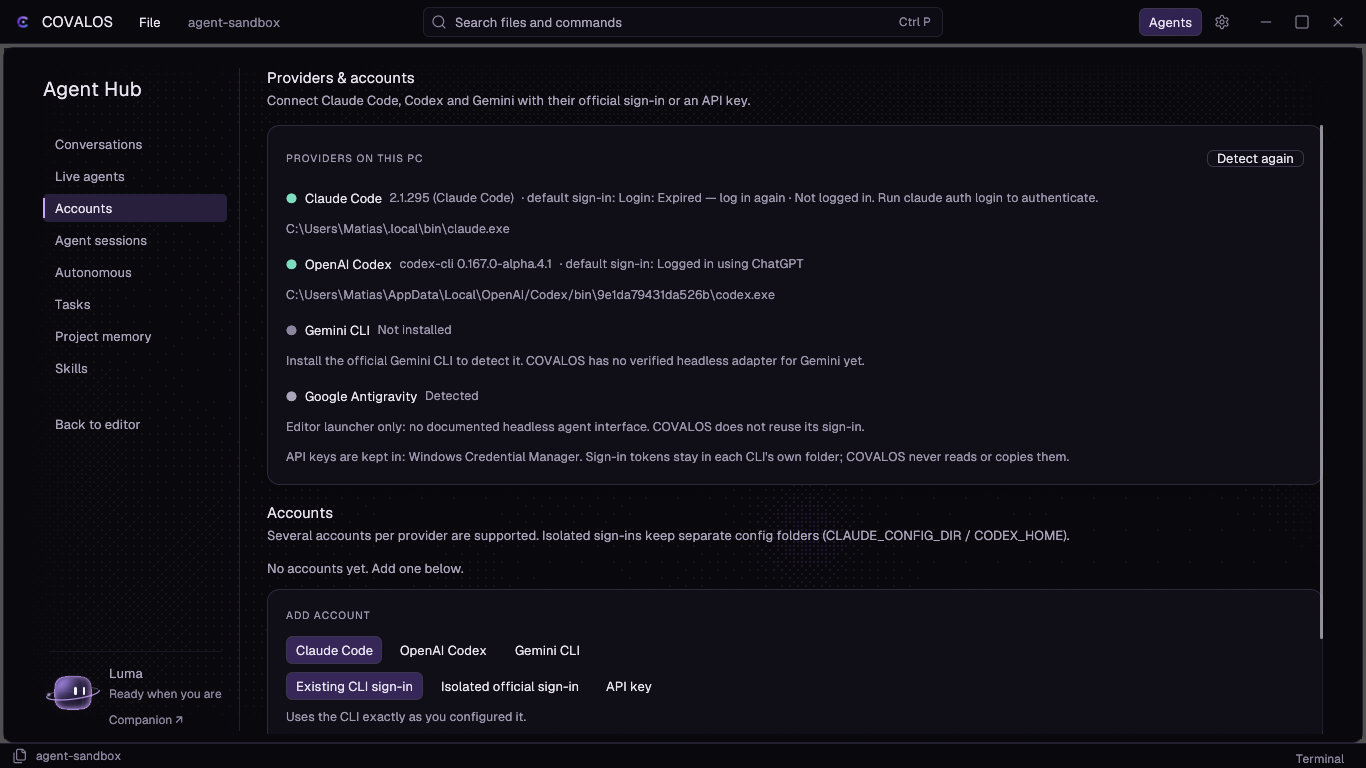 COVALOS File agent-sandbox Search files and commands Ctrl P Agents
Agent Hub
Conversations
Live agents
Accounts
Agent sessions
Autonomous
Tasks
Project memory
Skills
Back to editor
Luma
Ready when you are
Companion ↗
Providers & accounts
Connect Claude Code, Codex and Gemini with their official sign-in or an API key.
PROVIDERS ON THIS PC Detect again
Claude Code 2.1.295 (Claude Code) · default sign-in: Login: Expired — log in again · Not logged in. Run claude auth login to authenticate.
C:\Users\Matias\.local\bin\claude.exe
OpenAI Codex codex-cli 0.167.0-alpha.4.1 · default sign-in: Logged in using ChatGPT
C:\Users\Matias\AppData\Local\OpenAI/Codex/bin\9e1da79431da526b\codex.exe
Gemini CLI Not installed
Install the official Gemini CLI to detect it. COVALOS has no verified headless adapter for Gemini yet.
Google Antigravity Detected
Editor launcher only: no documented headless agent interface. COVALOS does not reuse its sign-in.
API keys are kept in: Windows Credential Manager. Sign-in tokens stay in each CLI's own folder; COVALOS never reads or copies them.
Accounts
Several accounts per provider are supported. Isolated sign-ins keep separate config folders (CLAUDE_CONFIG_DIR / CODEX_HOME).
No accounts yet. Add one below.
ADD ACCOUNT
Claude Code OpenAI Codex Gemini CLI
Existing CLI sign-in Isolated official sign-in API key
Uses the CLI exactly as you configured it.
agent-sandbox Terminal